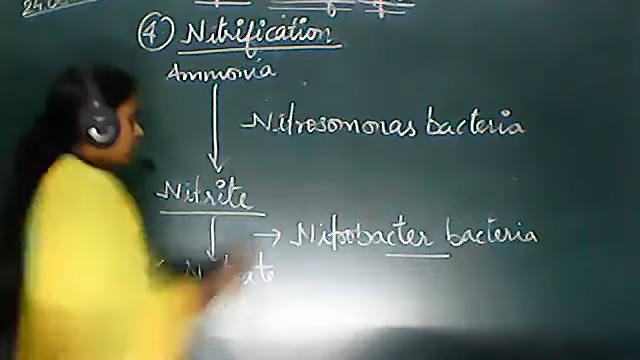 ④ Nitrification
Ammonia
Nitrosomonas bacteria
Nitrite
→ Nitrobacter bacteria